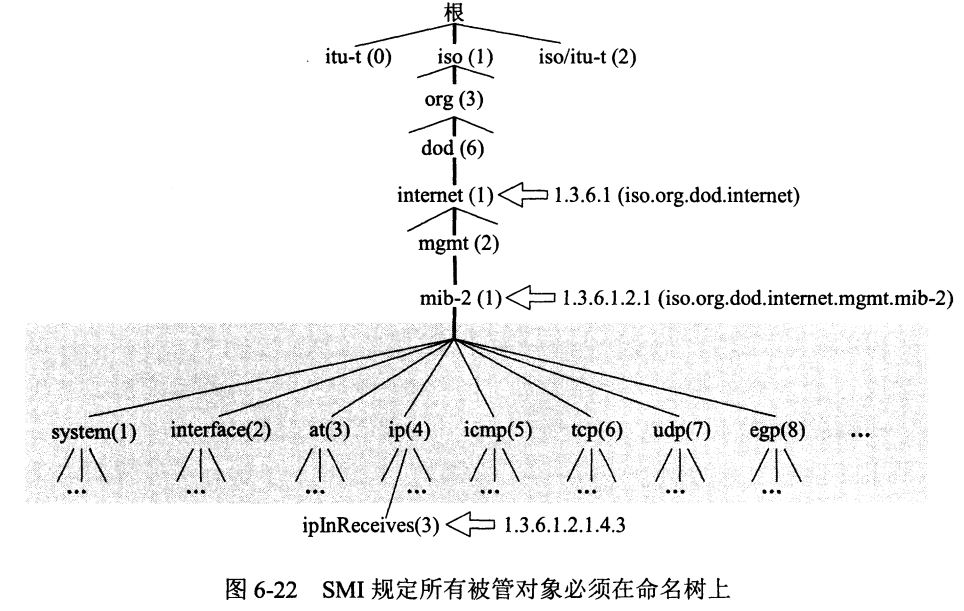 根
itu-t (0) iso (1) iso/itu-t (2)
org (3)
dod (6)
internet (1) 1.3.6.1 (iso.org.dod.internet)
mgmt (2)
mib-2 (1) 1.3.6.1.2.1 (iso.org.dod.internet.mgmt.mib-2)
system(1) interface(2) at(3) ip(4) icmp(5) tcp(6) udp(7) egp(8) ...
... ... ... ... ... ... ... ...
ipInReceives(3) 1.3.6.1.2.1.4.3
图 6-22 SMI 规定所有被管对象必须在命名树上